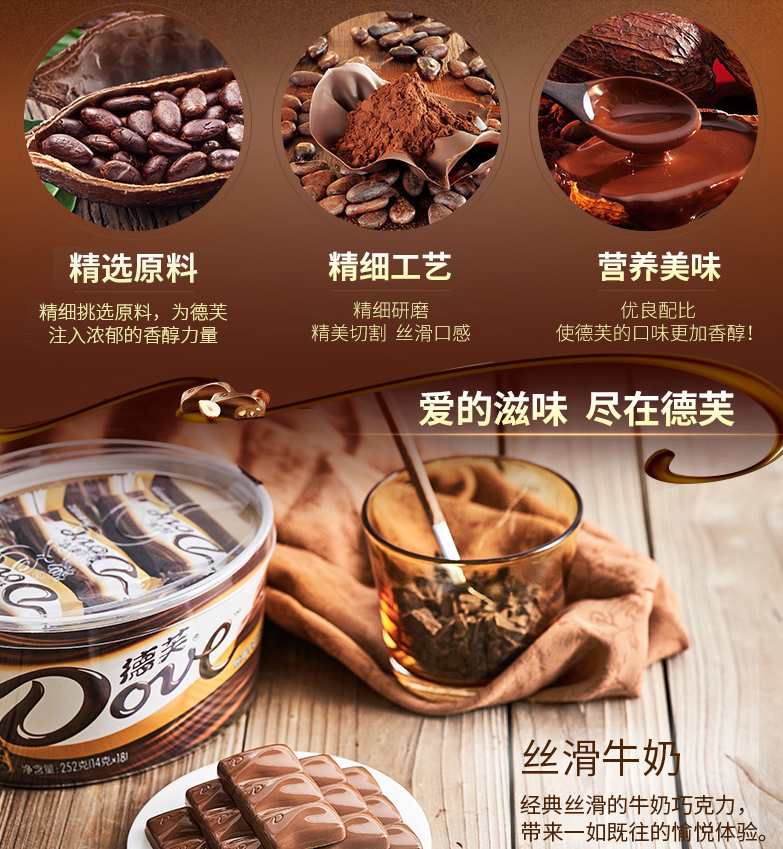 精选原料
精细挑选原料，为德芙
注入浓郁的香醇力量
精细工艺
精细研磨
精美切割 丝滑口感
营养美味
优良配比
使德芙的口味更加香醇！
爱的滋味 尽在德芙
德芙
Dove
净含量：252克(14克×18)
丝滑牛奶
经典丝滑的牛奶巧克力，
带来一如既往的愉悦体验。